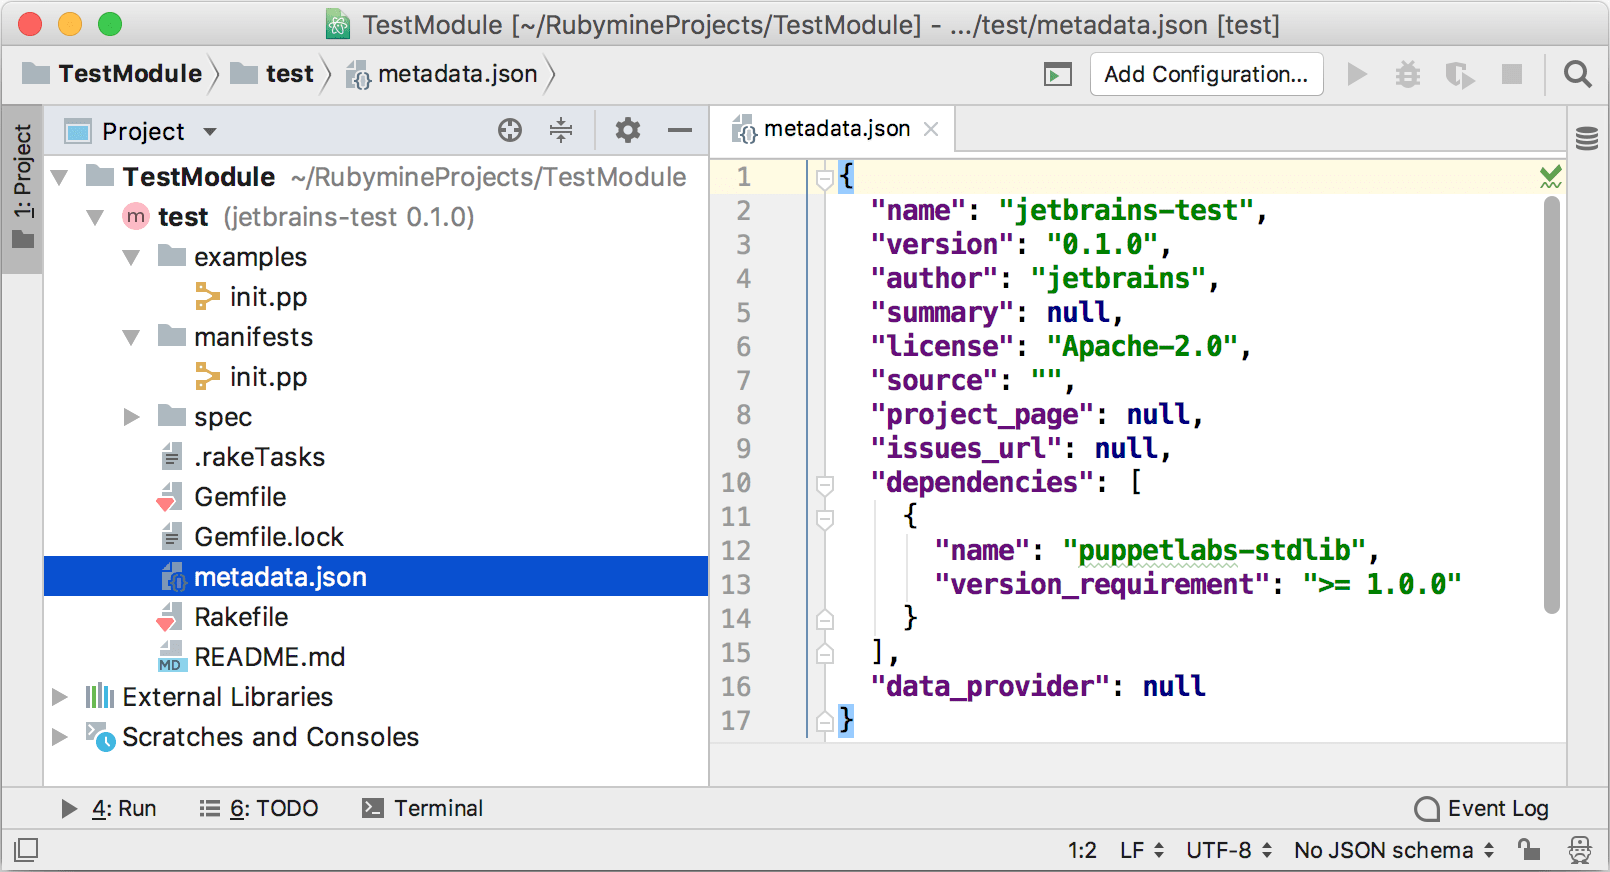 TestModule [~/RubymineProjects/TestModule] - .../test/metadata.json [test]
TestModule test metadata.json Add Configuration...
1: Project
Project
TestModule ~/RubymineProjects/TestModule
test (jetbrains-test 0.1.0)
examples
init.pp
manifests
init.pp
spec
.rakeTasks
Gemfile
Gemfile.lock
metadata.json
Rakefile
MD README.md
External Libraries
Scratches and Consoles
metadata.json
1 {
2 "name": "jetbrains-test",
3 "version": "0.1.0",
4 "author": "jetbrains",
5 "summary": null,
6 "license": "Apache-2.0",
7 "source": "",
8 "project_page": null,
9 "issues_url": null,
10 "dependencies": [
11 {
12 "name": "puppetlabs-stdlib",
13 "version_requirement": ">= 1.0.0"
14 }
15 ],
16 "data_provider": null
17 }
4: Run 6: TODO Terminal Event Log
1:2 LF UTF-8 No JSON schema